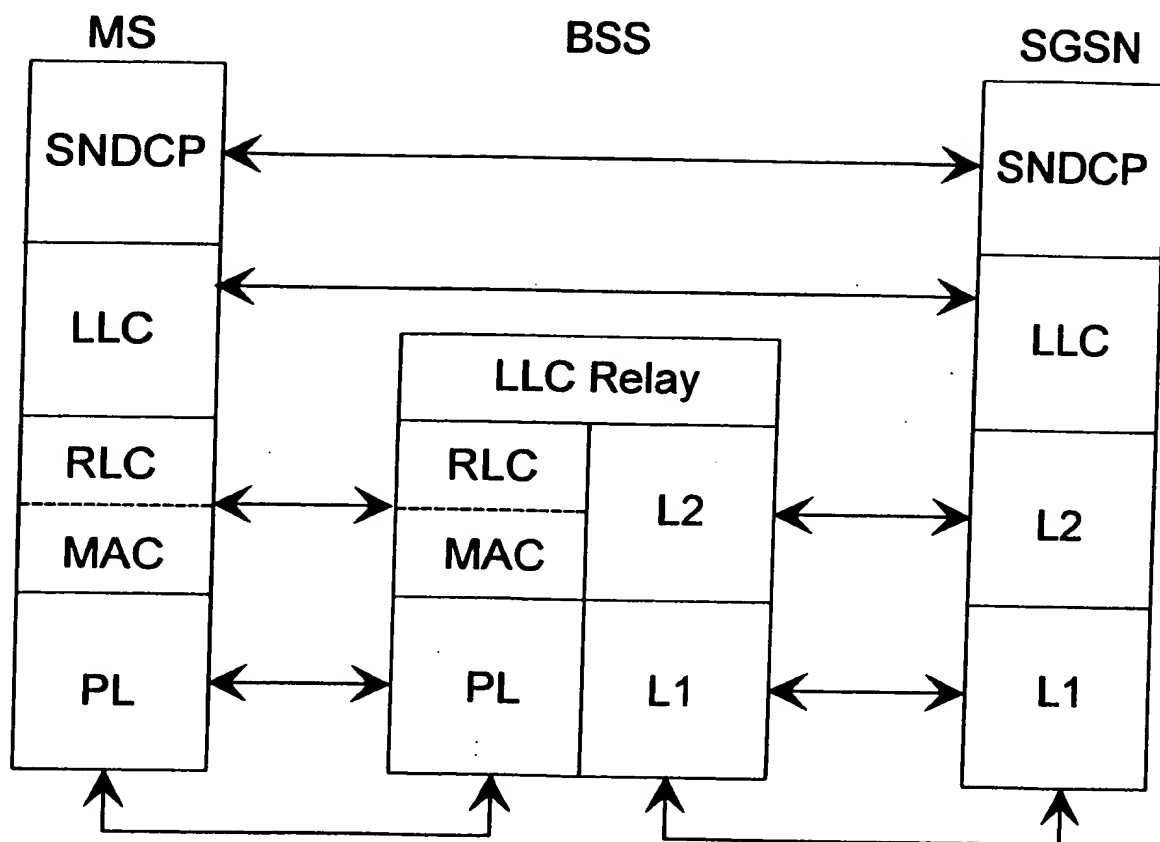 MS
BSS
SGSN
SNDCP
SNDCP
LLC
LLC
LLC Relay
RLC
RLC
L2
L2
MAC
MAC
PL
PL
L1
L1